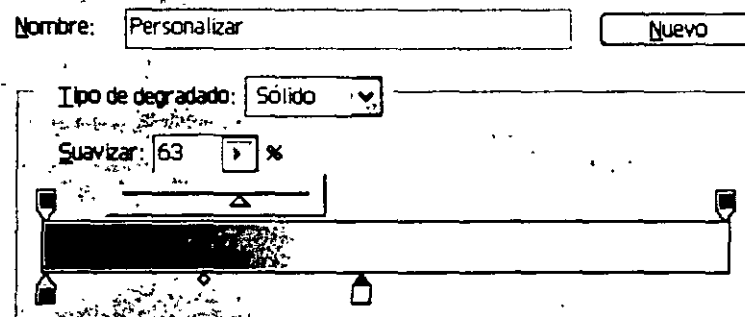 Nombre: Personalizar Nuevo
Tipo de degradado: Sólido
Suavizar: 63 %